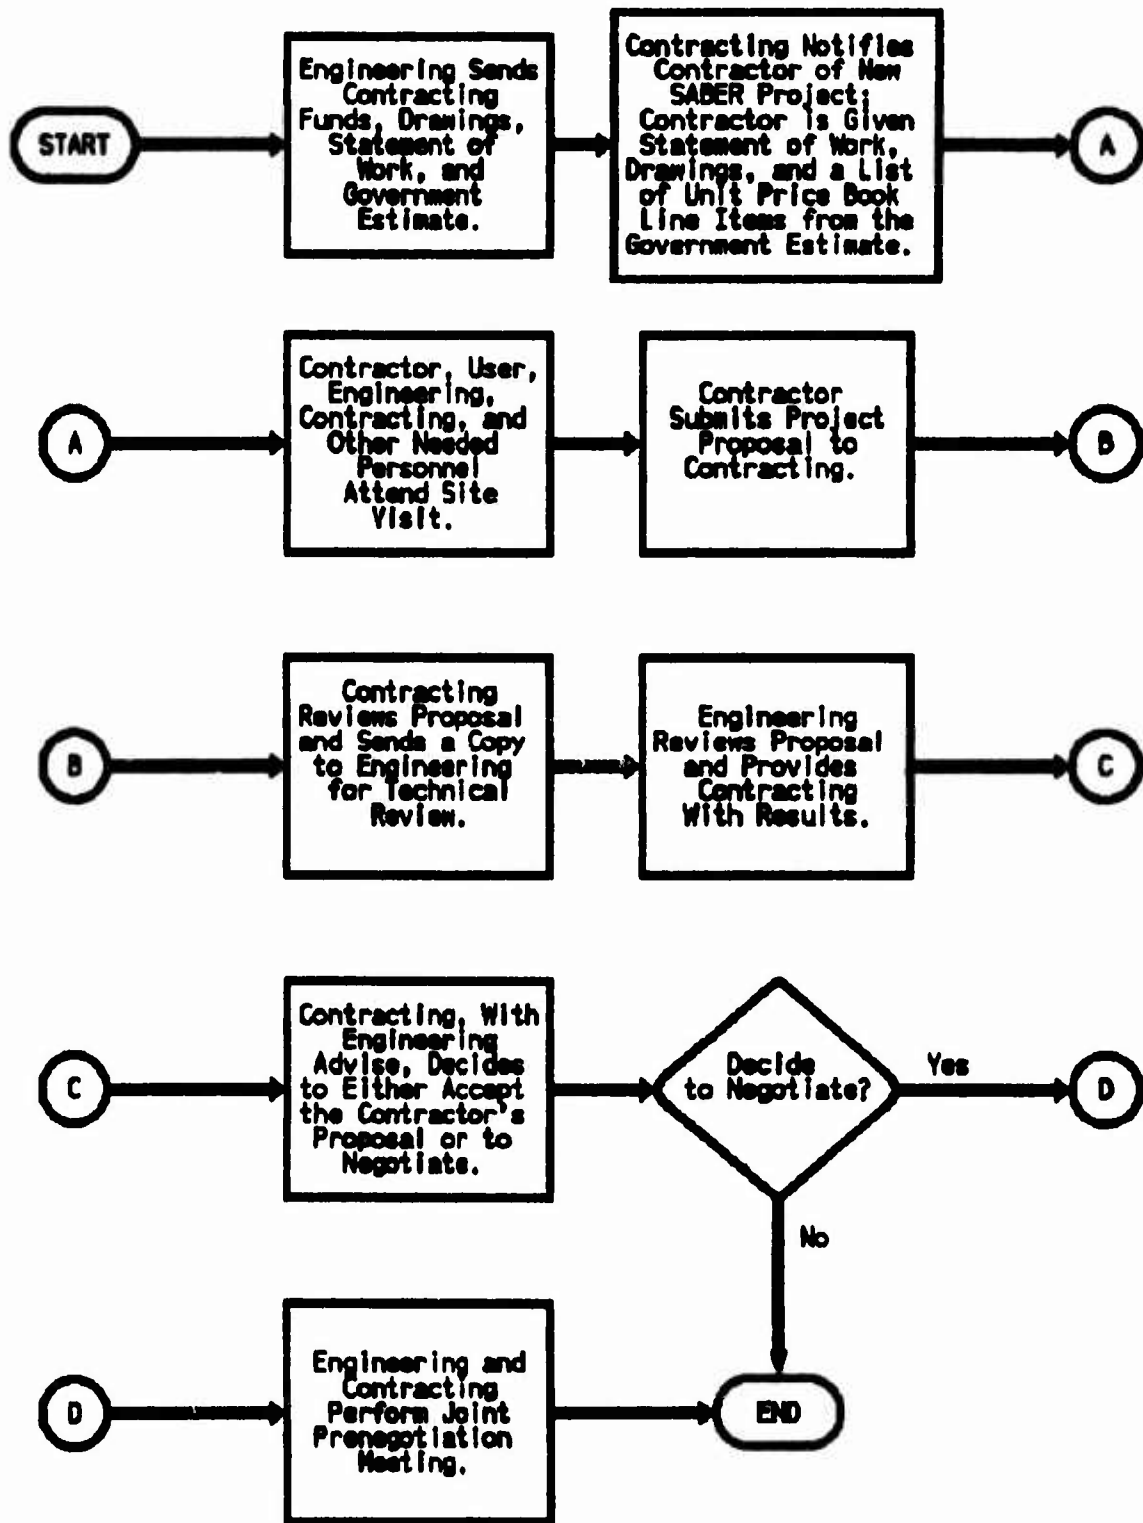 START
Engineering Sends
Contracting
Funds, Drawings,
Statement of
Work, and
Government
Estimate.
Contracting Notifies
Contractor of New
SABER Project;
Contractor is Given
Statement of Work,
Drawings, and a List
of Unit Price Book
Line Items from the
Government Estimate.
A
A
Contractor, User,
Engineering,
Contracting, and
Other Needed
Personnel
Attend Site
Visit.
Contractor
Submits Project
Proposal to
Contracting.
B
B
Contracting
Reviews Proposal
and Sends a Copy
to Engineering
for Technical
Review.
Engineering
Reviews Proposal
and Provides
Contracting
With Results.
C
C
Contracting, With
Engineering
Advise, Decides
to Either Accept
the Contractor's
Proposal or to
Negotiate.
Decide
to Negotiate?
Yes
D
No
D
Engineering and
Contracting
Perform Joint
Prenegotiation
Meeting.
END